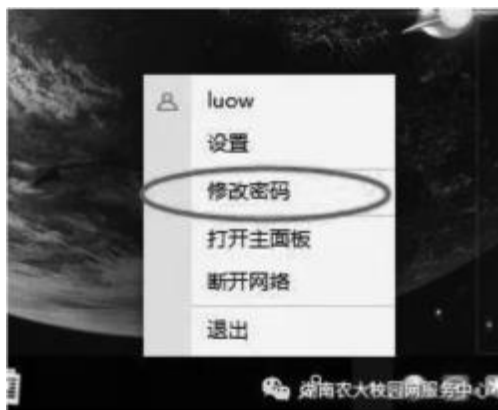 luow
设置
修改密码
打开主面板
断开网络
退出
湖南农大校园网服务中心